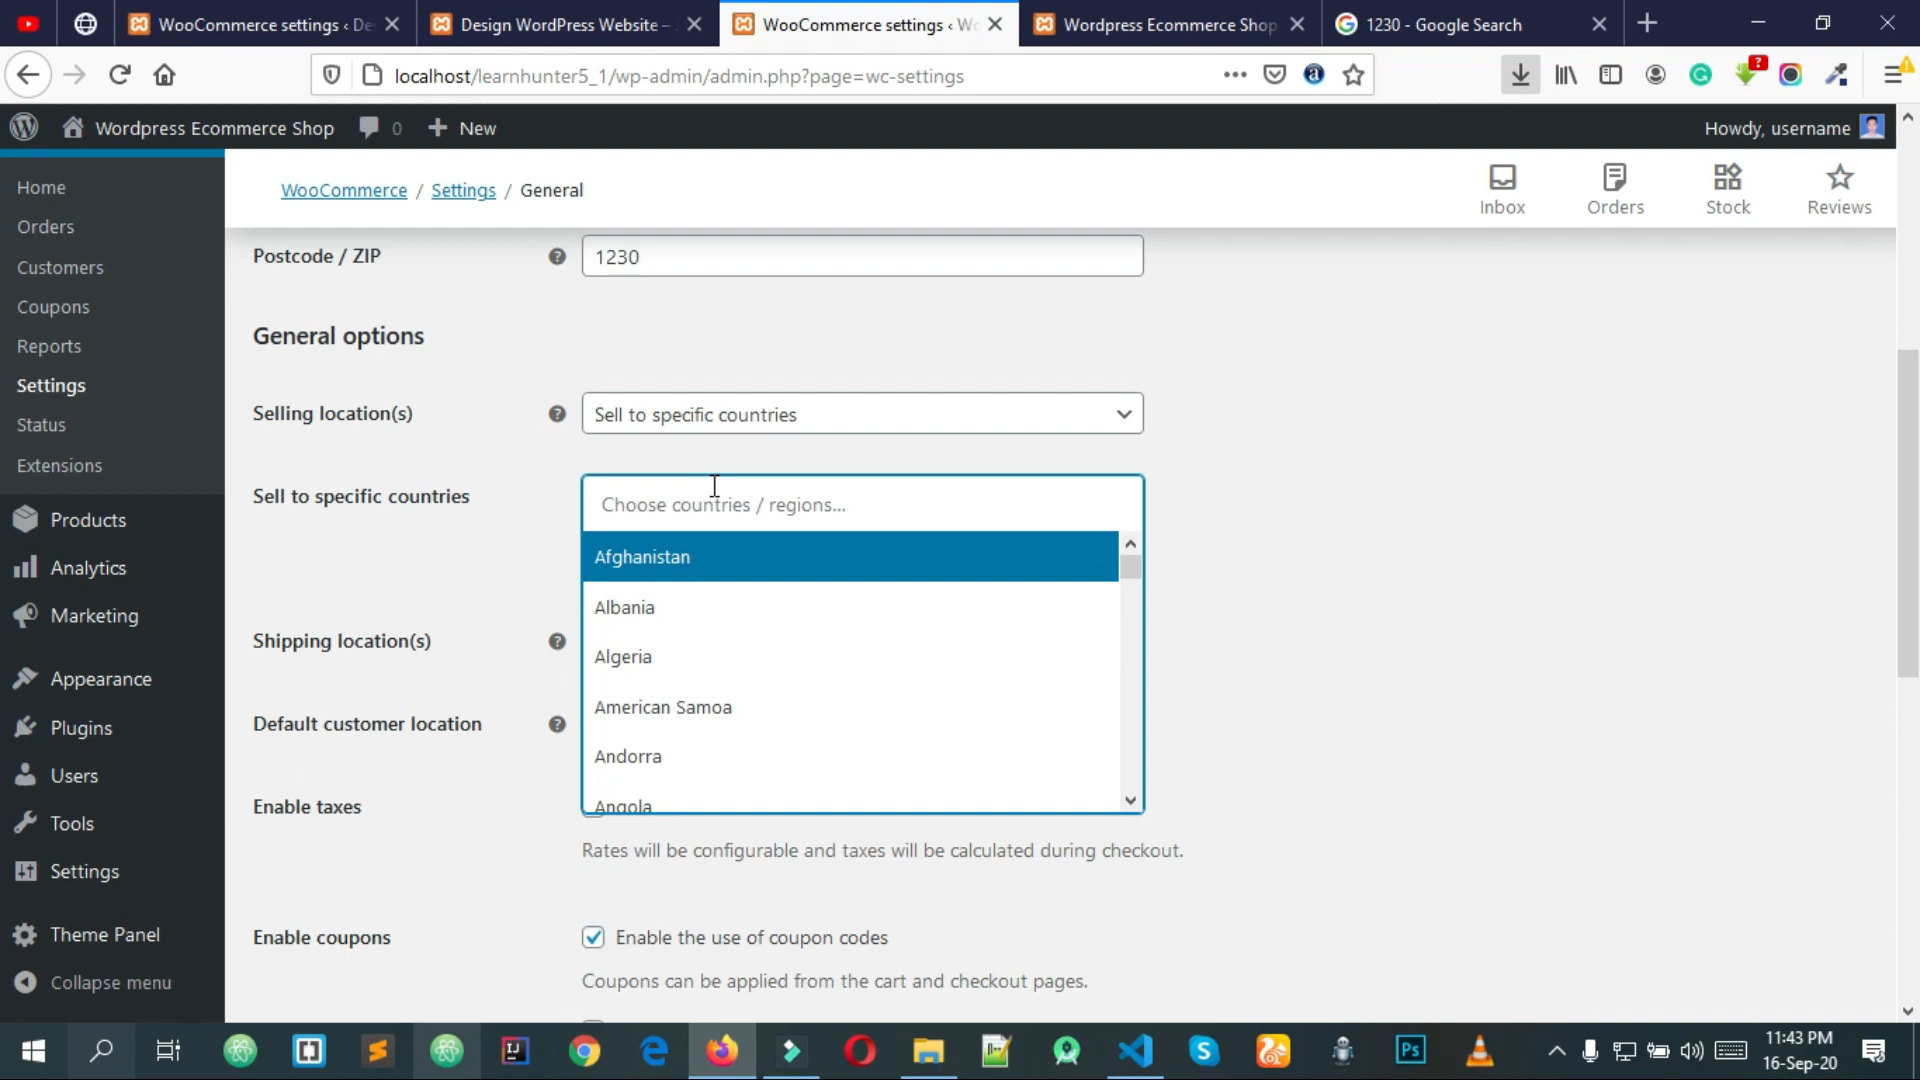 WooCommerce settings ‹ De
Design WordPress Website –
WooCommerce settings ‹ Wo
Wordpress Ecommerce Shop
1230 - Google Search
localhost/learnhunter5_1/wp-admin/admin.php?page=wc-settings
Wordpress Ecommerce Shop
0
New
Howdy, username
Home
Orders
Customers
Coupons
Reports
Settings
Status
Extensions
Products
Analytics
Marketing
Appearance
Plugins
Users
Tools
Settings
Theme Panel
Collapse menu
WooCommerce / Settings / General
Inbox
Orders
Stock
Reviews
Postcode / ZIP
1230
General options
Selling location(s)
Sell to specific countries
Sell to specific countries
Choose countries / regions...
Afghanistan
Albania
Algeria
American Samoa
Andorra
Angola
Shipping location(s)
Default customer location
Enable taxes
Rates will be configurable and taxes will be calculated during checkout.
Enable coupons
Enable the use of coupon codes
Coupons can be applied from the cart and checkout pages.
11:43 PM
16-Sep-20